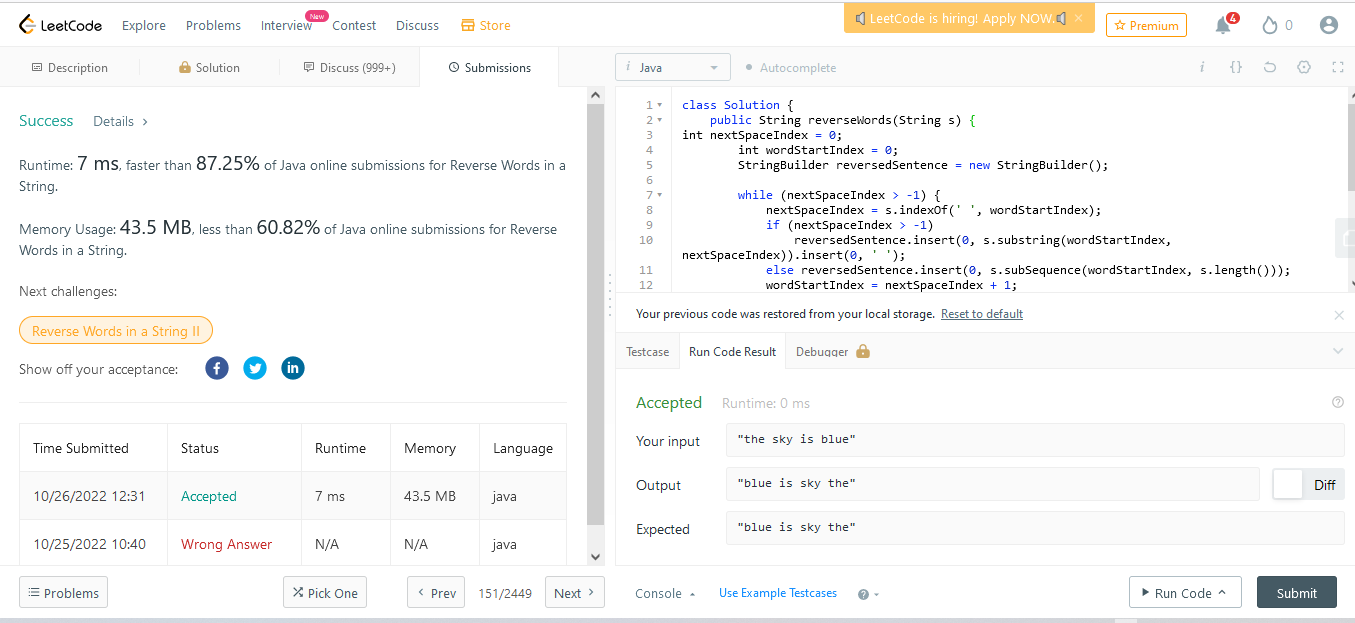 LeetCode Explore Problems Interview New Contest Discuss Store LeetCode is hiring! Apply NOW. × Premium 4 0
Description Solution Discuss (999+) Submissions
i Java Autocomplete i {}
Success Details >
Runtime: 7 ms, faster than 87.25% of Java online submissions for Reverse Words in a
String.
Memory Usage: 43.5 MB, less than 60.82% of Java online submissions for Reverse
Words in a String.
Next challenges:
Reverse Words in a String II
Show off your acceptance: f in
Time Submitted Status Runtime Memory Language
10/26/2022 12:31 Accepted 7 ms 43.5 MB java
10/25/2022 10:40 Wrong Answer N/A N/A java
Problems Pick One < Prev 151/2449 Next >
1 class Solution {
2     public String reverseWords(String s) {
3 int nextSpaceIndex = 0;
4         int wordStartIndex = 0;
5         StringBuilder reversedSentence = new StringBuilder();
6
7         while (nextSpaceIndex > -1) {
8             nextSpaceIndex = s.indexOf(' ', wordStartIndex);
9             if (nextSpaceIndex > -1)
10                 reversedSentence.insert(0, s.substring(wordStartIndex,
nextSpaceIndex)).insert(0, ' ');
11             else reversedSentence.insert(0, s.subSequence(wordStartIndex, s.length()));
12             wordStartIndex = nextSpaceIndex + 1;
Your previous code was restored from your local storage. Reset to default ×
Testcase Run Code Result Debugger
Accepted Runtime: 0 ms ?
Your input "the sky is blue"
Output "blue is sky the" Diff
Expected "blue is sky the"
Console Use Example Testcases ? Run Code Submit